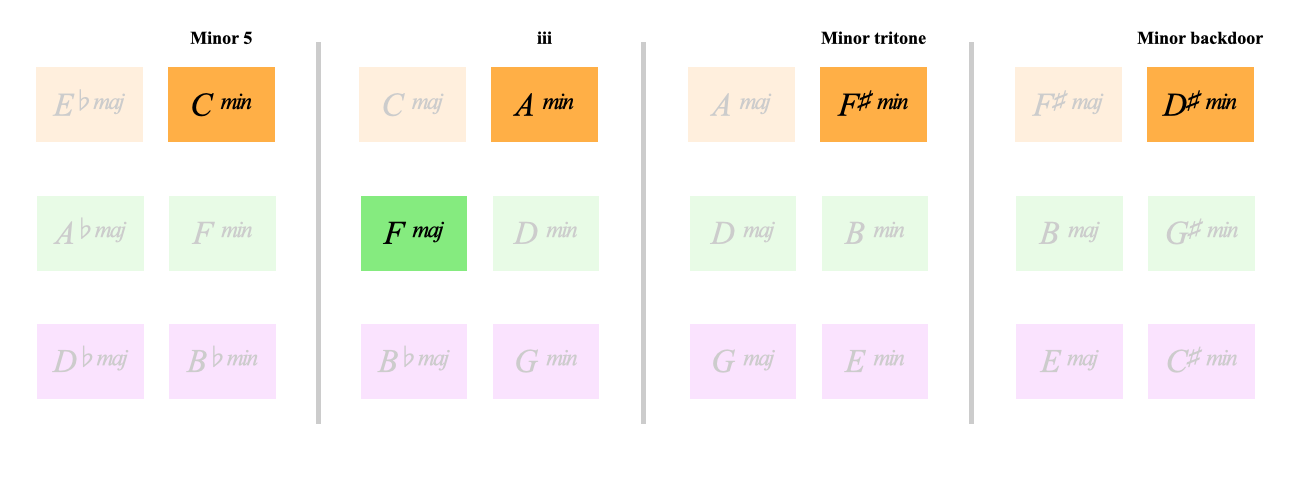 Minor 5 iii Minor tritone Minor backdoor
E♭ maj C min C maj A min A maj F♯ min F♯ maj D♯ min
A♭ maj F min F maj D min D maj B min B maj G♯ min
D♭ maj B♭ min B♭ maj G min G maj E min E maj C♯ min